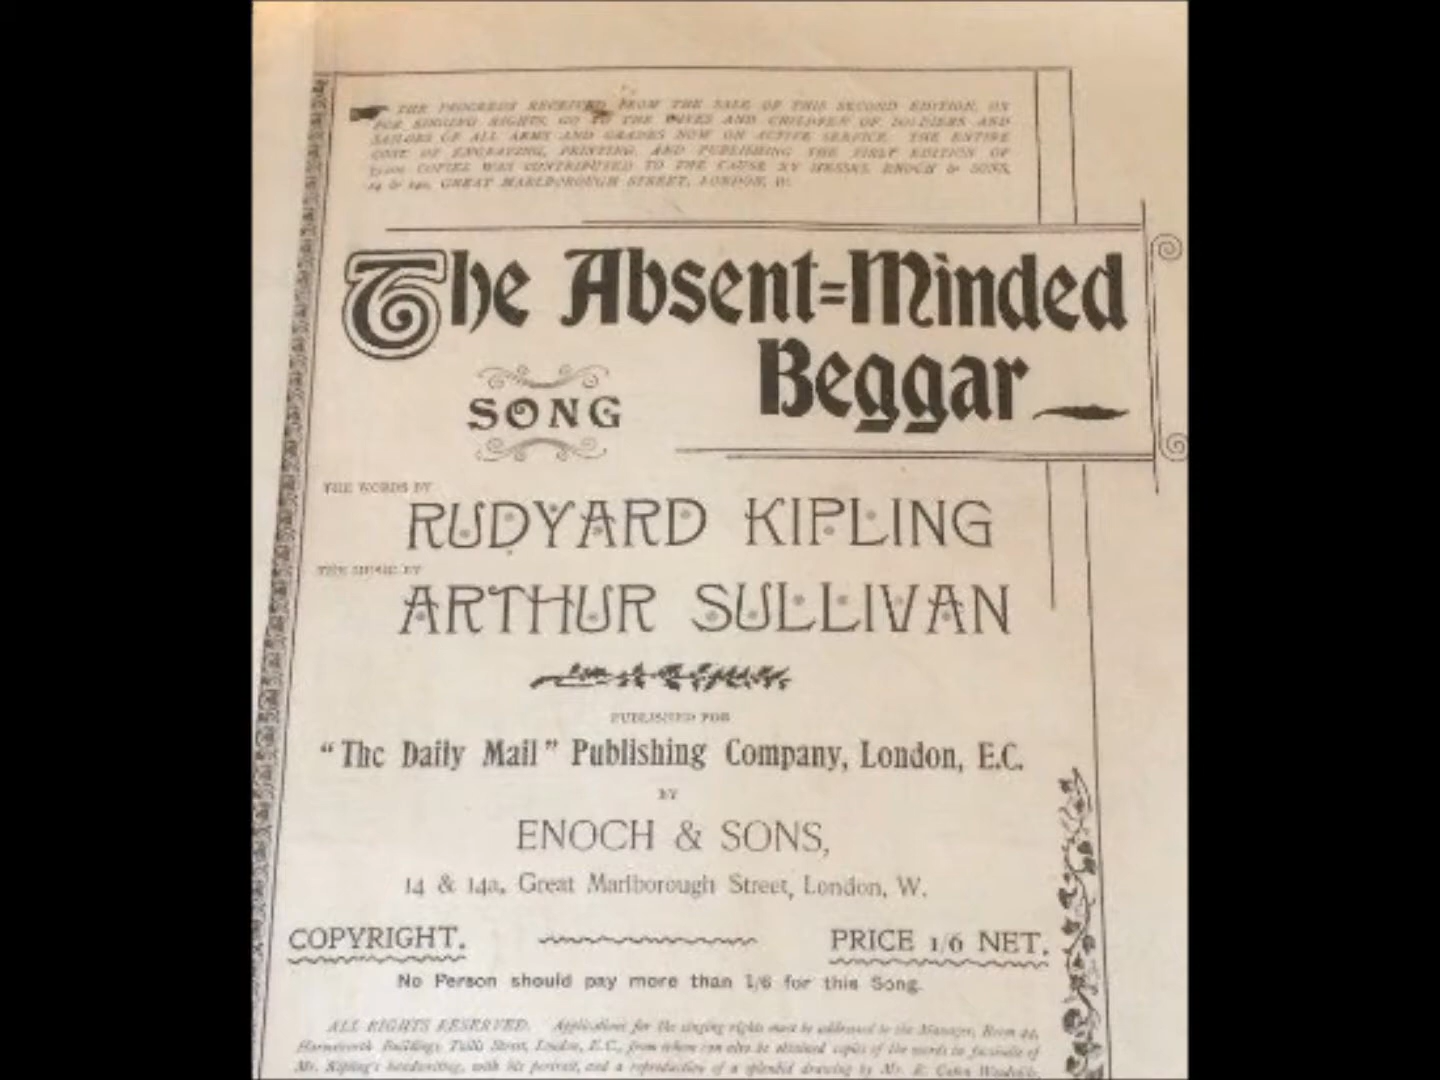 THE PROCEEDS RECEIVED FROM THE SALE OF THIS SECOND EDITION, OR
FOR SINGING RIGHTS, GO TO THE WIVES AND CHILDREN OF SOLDIERS AND
SAILORS OF ALL ARMS AND GRADES NOW ON ACTIVE SERVICE. THE ENTIRE
COST OF ENGRAVING, PRINTING, AND PUBLISHING THE FIRST EDITION OF
COPIES WAS CONTRIBUTED TO THE CAUSE BY MESSRS. ENOCH & SONS,
14 & 14a, GREAT MARLBOROUGH STREET, LONDON, W.
The Absent=Minded
Beggar
SONG
THE WORDS BY
RUDYARD KIPLING
THE MUSIC BY
ARTHUR SULLIVAN
PUBLISHED FOR
"The Daily Mail" Publishing Company, London, E.C.
BY
ENOCH & SONS,
14 & 14a, Great Marlborough Street, London, W.
COPYRIGHT. PRICE 1/6 NET.
No Person should pay more than 1/6 for this Song.
ALL RIGHTS RESERVED. Applications for the singing rights must be addressed to the Manager, Room
Harmsworth Buildings, Tallis Street, London, E.C., from whom can also be obtained copies of the words in facsimile of
Mr. Kipling's handwriting, with his portrait, and a reproduction of a splendid drawing by Mr. R. Caton Woodville,